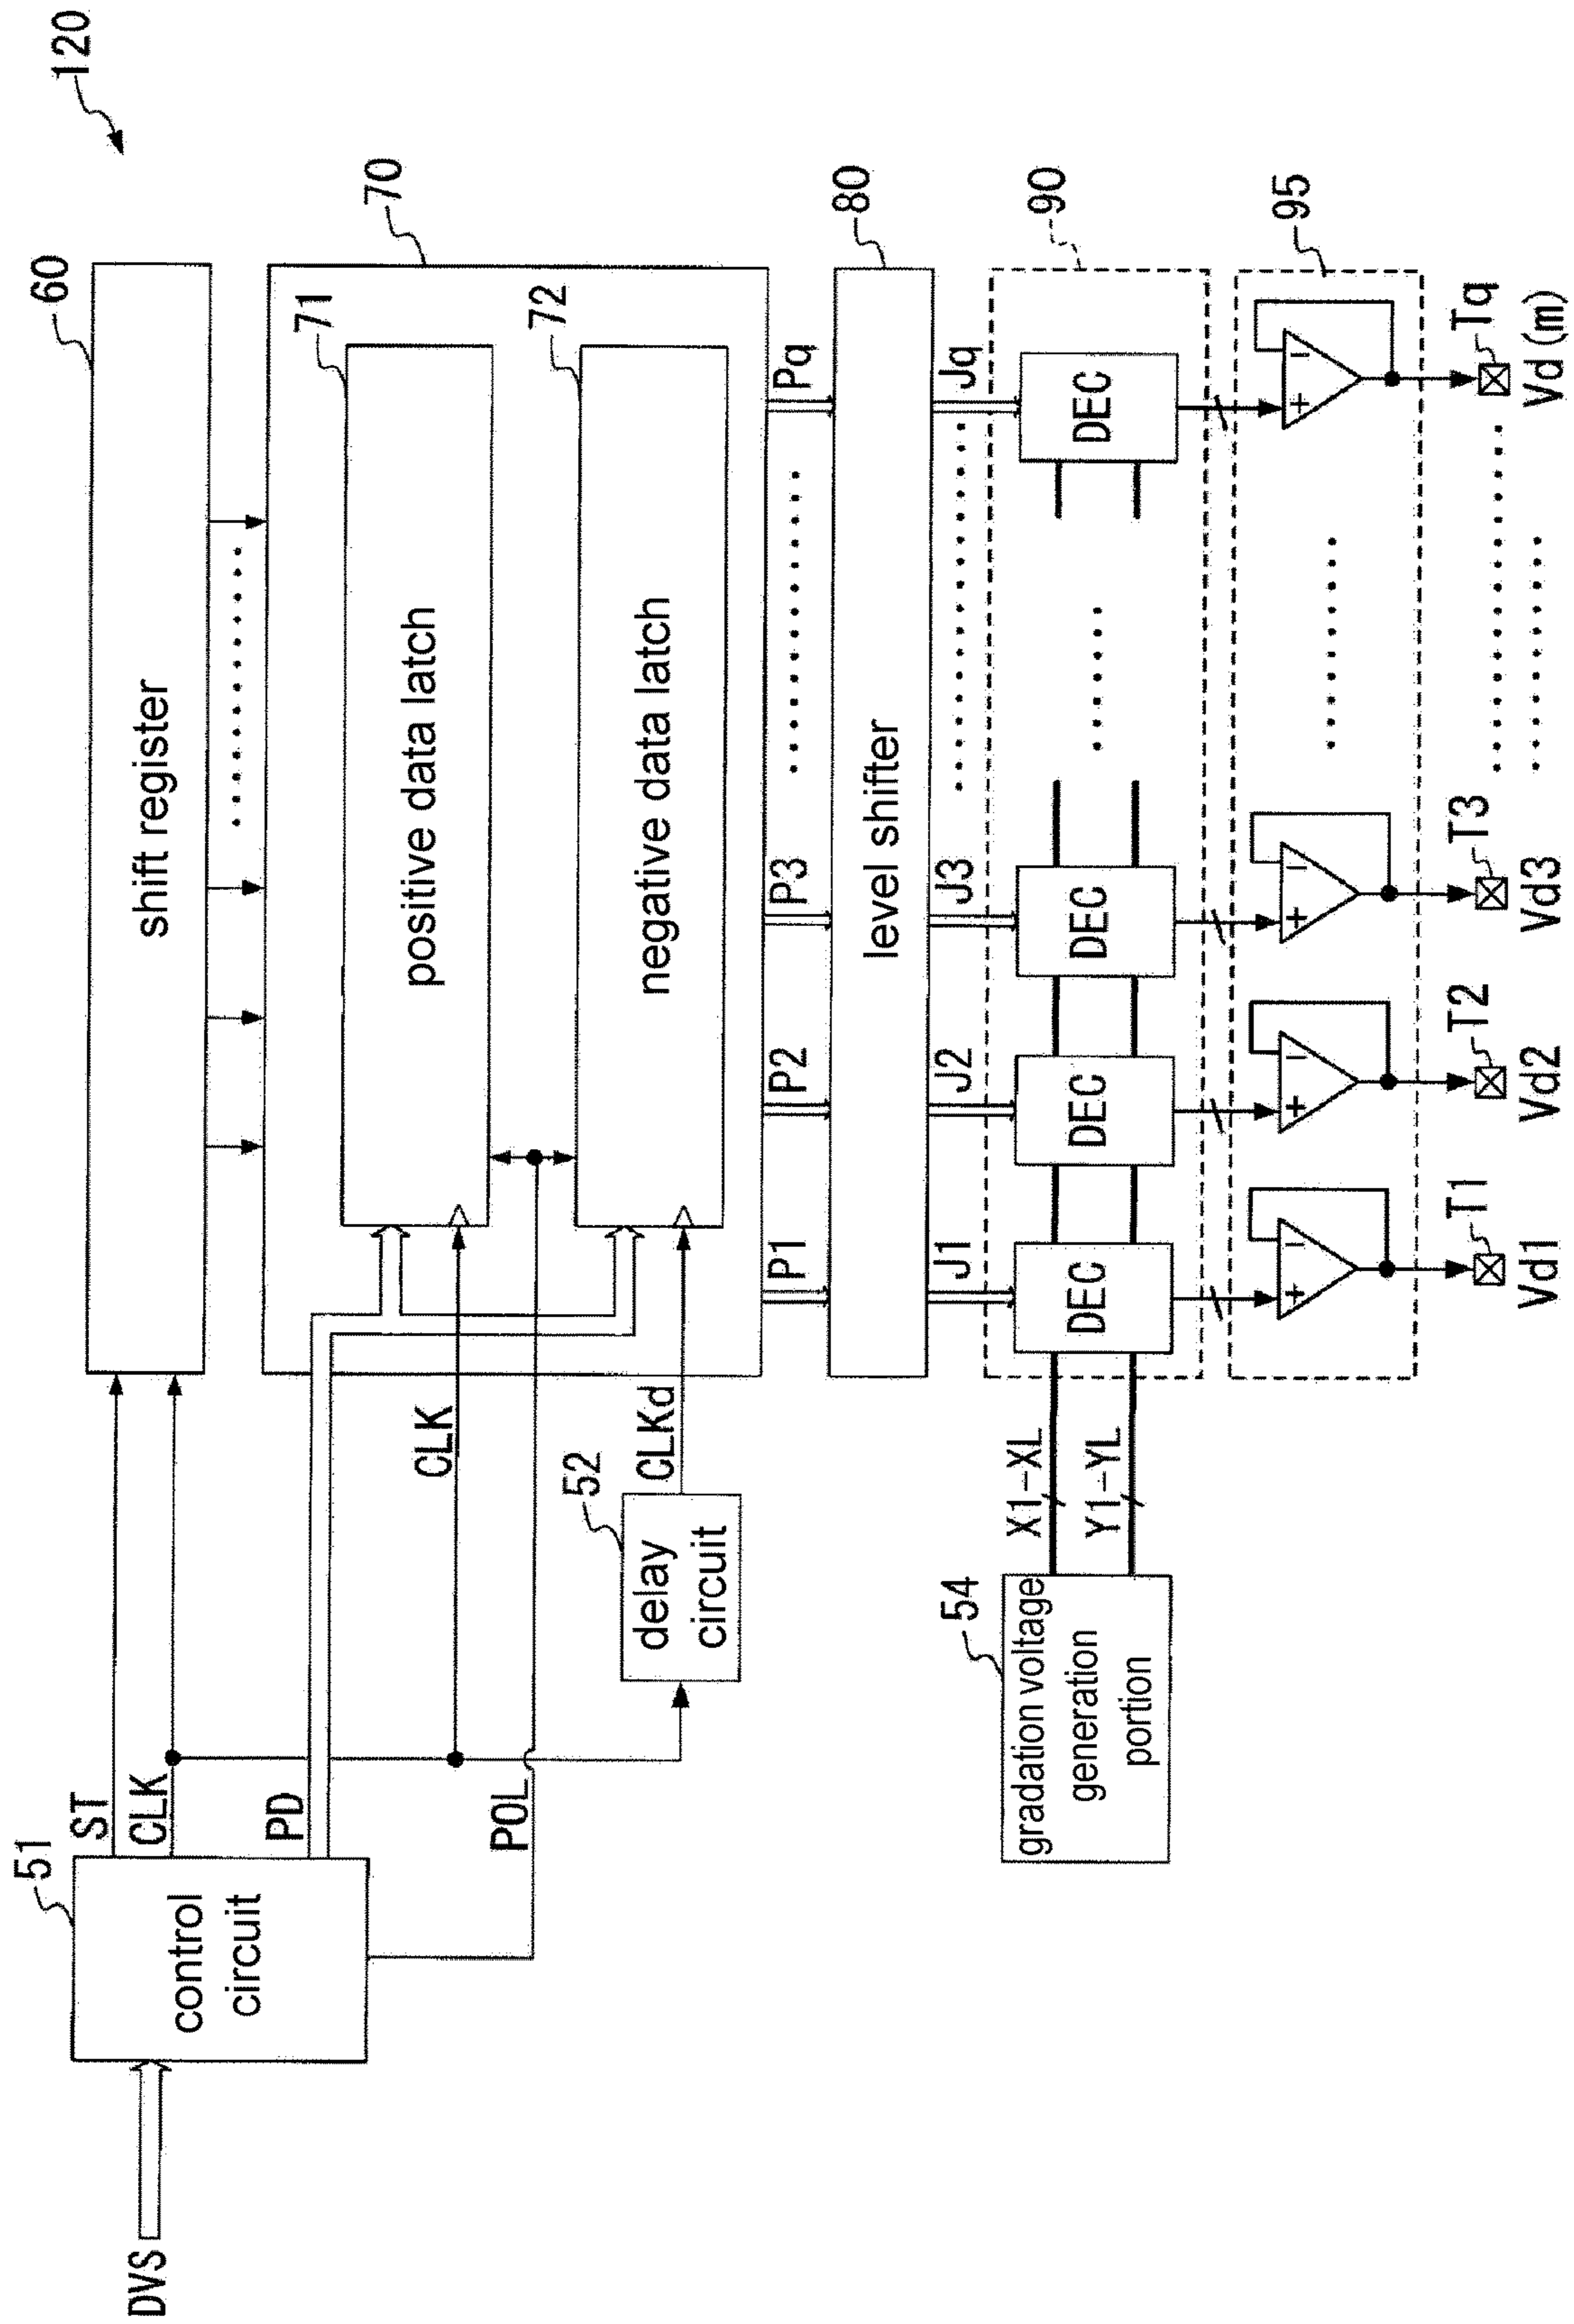 120
60
shift register
70
71
positive data latch
72
negative data latch
51
control
circuit
DVS
ST
CLK
PD
POL
CLK
52
delay
circuit
CLKd
P1
P2
P3
Pq
80
level shifter
J1
J2
J3
Jq
90
54
gradation voltage
generation
portion
X1-XL
Y1-YL
DEC
DEC
DEC
DEC
95
+
-
+
-
+
-
+
-
T1
T2
T3
Tq
Vd1
Vd2
Vd3
Vd(m)